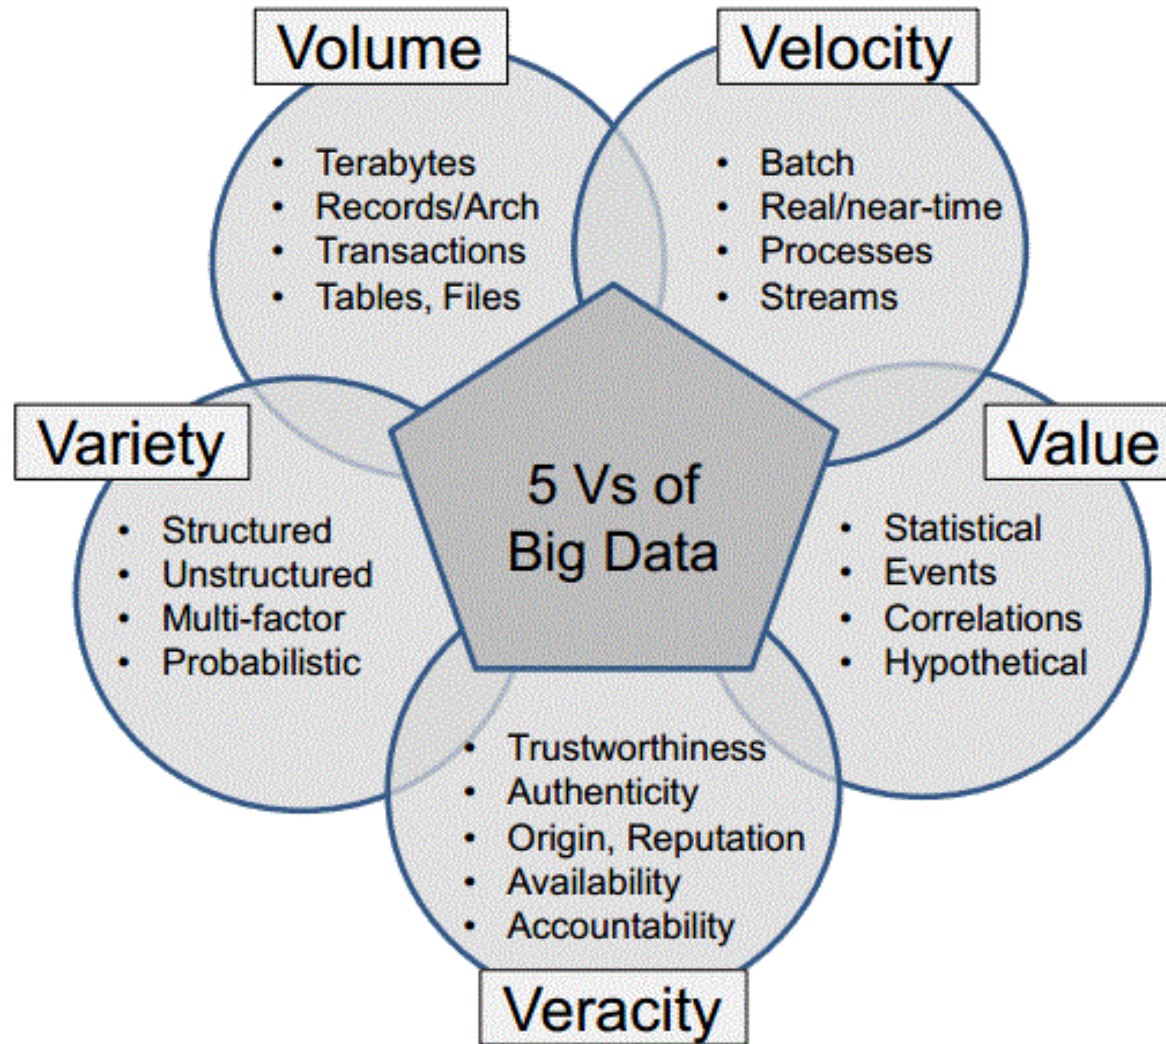 Volume
• Terabytes
• Records/Arch
• Transactions
• Tables, Files
Velocity
• Batch
• Real/near-time
• Processes
• Streams
Variety
• Structured
• Unstructured
• Multi-factor
• Probabilistic
5 Vs of
Big Data
Value
• Statistical
• Events
• Correlations
• Hypothetical
• Trustworthiness
• Authenticity
• Origin, Reputation
• Availability
• Accountability
Veracity